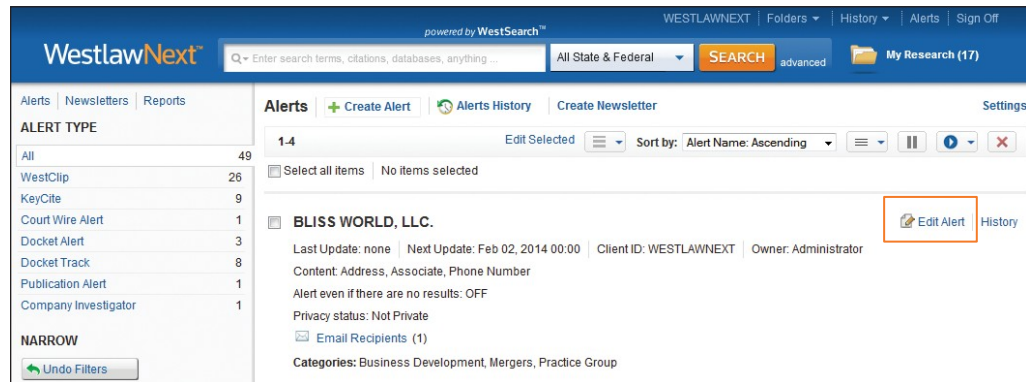 WESTLAWNEXT Folders History Alerts Sign Off
powered by WestSearch™
WestlawNext™ Enter search terms, citations, databases, anything ... All State & Federal SEARCH advanced My Research (17)
Alerts Newsletters Reports
Alerts Create Alert Alerts History Create Newsletter Settings
ALERT TYPE
1-4 Edit Selected Sort by: Alert Name: Ascending
All 49
WestClip 26
KeyCite 9
Court Wire Alert 1
Docket Alert 3
Docket Track 8
Publication Alert 1
Company Investigator 1
NARROW
Undo Filters
Select all items No items selected
BLISS WORLD, LLC. Edit Alert History
Last Update: none Next Update: Feb 02, 2014 00:00 Client ID: WESTLAWNEXT Owner: Administrator
Content: Address, Associate, Phone Number
Alert even if there are no results: OFF
Privacy status: Not Private
Email Recipients (1)
Categories: Business Development, Mergers, Practice Group